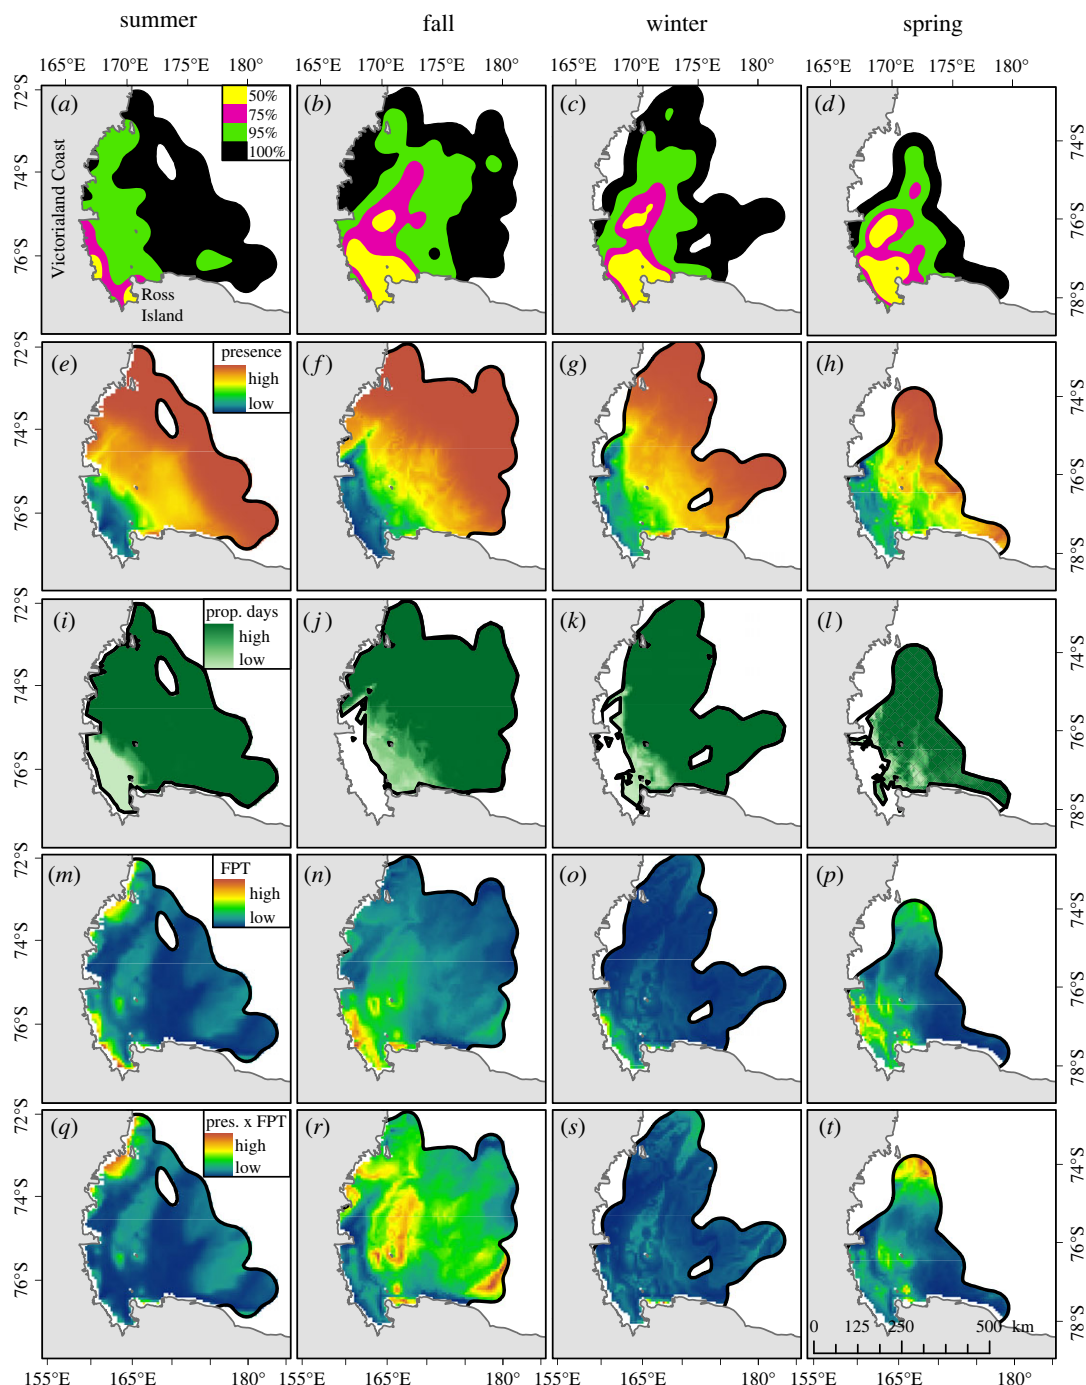 summer fall winter spring
165°E 170°E 175°E 180° 165°E 170°E 175°E 180° 165°E 170°E 175°E 180° 165°E 170°E 175°E 180°
72°S (a) 50% (b) (c) (d)
75%
95%
100%
Victorialand Coast
74°S 74°S
76°S 76°S
Ross
Island
78°S
72°S (e) presence (f) (g) (h)
high
low
74°S 74°S
76°S 76°S
78°S
72°S (i) prop. days (j) (k) (l)
high
low
74°S 74°S
76°S 76°S
78°S
72°S (m) FPT (n) (o) (p)
high
low
74°S 74°S
76°S 76°S
78°S
72°S (q) pres. x FPT (r) (s) (t)
high
low
74°S 74°S
76°S 76°S
78°S
0 125 250 500 km
155°E 165°E 155°E 165°E 155°E 165°E 155°E 165°E